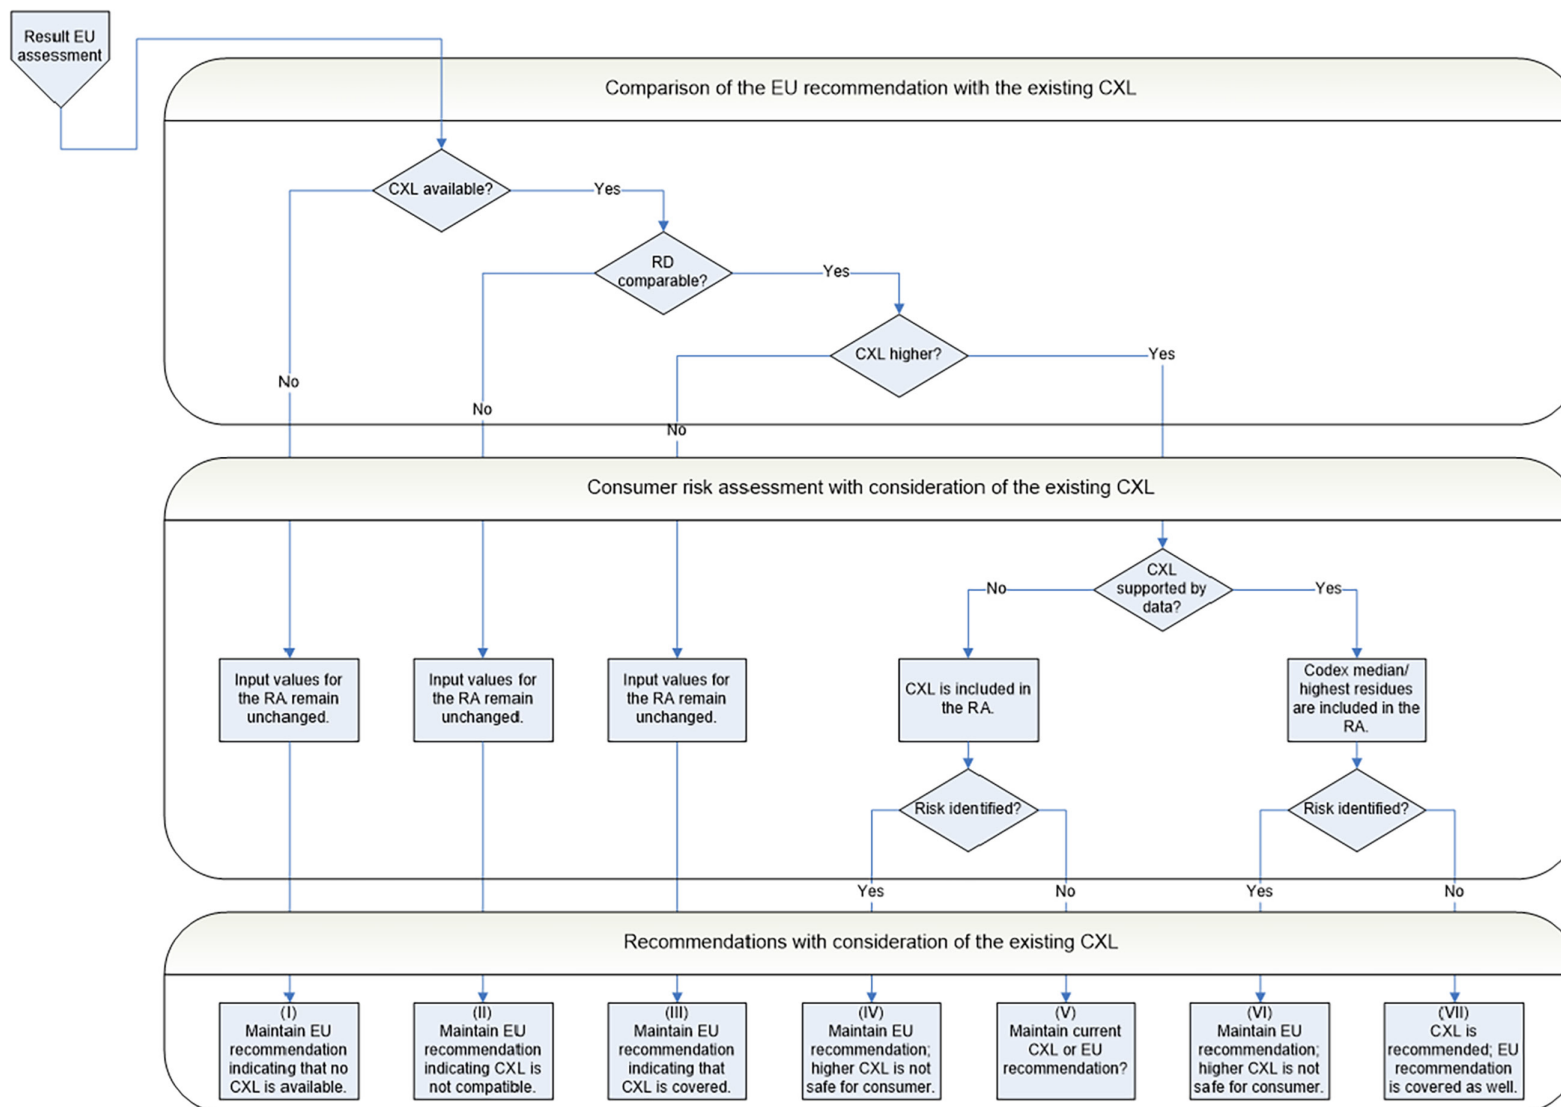 Result EU
assessment
Comparison of the EU recommendation with the existing CXL
CXL available?
Yes
RD
comparable?
Yes
CXL higher?
Yes
No
No
No
Consumer risk assessment with consideration of the existing CXL
CXL
supported by
data?
No
Yes
Input values for
the RA remain
unchanged.
Input values for
the RA remain
unchanged.
Input values for
the RA remain
unchanged.
CXL is included in
the RA.
Codex median/
highest residues
are included in the
RA.
Risk identified?
Risk identified?
Yes
No
Yes
No
Recommendations with consideration of the existing CXL
(I)
Maintain EU
recommendation
indicating that no
CXL is available.
(II)
Maintain EU
recommendation
indicating CXL is
not compatible.
(III)
Maintain EU
recommendation
indicating that
CXL is covered.
(IV)
Maintain EU
recommendation;
higher CXL is not
safe for consumer.
(V)
Maintain current
CXL or EU
recommendation?
(VI)
Maintain EU
recommendation;
higher CXL is not
safe for consumer.
(VII)
CXL is
recommended; EU
recommendation
is covered as well.